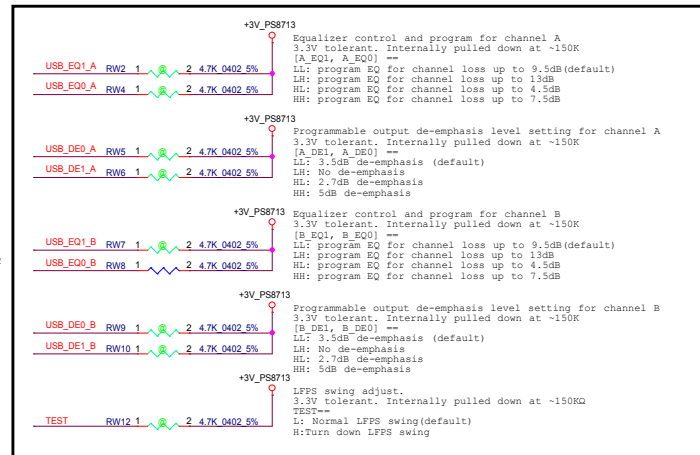 +3V_PS8713
Equalizer control and program for channel A
3.3V tolerant. Internally pulled down at ~150K
[A_EQ1, A_EQ0] ==
USB_EQ1_A RW2 1 @ 2 4.7K_0402_5%
LL: program EQ for channel loss up to 9.5dB(default)
LH: program EQ for channel loss up to 13dB
USB_EQ0_A RW4 1 @ 2 4.7K_0402_5%
HL: program EQ for channel loss up to 4.5dB
HH: program EQ for channel loss up to 7.5dB
+3V_PS8713
Programmable output de-emphasis level setting for channel A
3.3V tolerant. Internally pulled down at ~150K
USB_DE0_A RW5 1 @ 2 4.7K_0402_5%
[A_DE1, A_DE0] ==
LL: 3.5dB de-emphasis (default)
USB_DE1_A RW6 1 @ 2 4.7K_0402_5%
LH: No de-emphasis
HL: 2.7dB de-emphasis
HH: 5dB de-emphasis
+3V_PS8713
Equalizer control and program for channel B
3.3V tolerant. Internally pulled down at ~150K
[B_EQ1, B_EQ0] ==
USB_EQ1_B RW7 1 @ 2 4.7K_0402_5%
LL: program EQ for channel loss up to 9.5dB(default)
LH: program EQ for channel loss up to 13dB
USB_EQ0_B RW8 1 2 4.7K_0402_5%
HL: program EQ for channel loss up to 4.5dB
HH: program EQ for channel loss up to 7.5dB
+3V_PS8713
Programmable output de-emphasis level setting for channel B
3.3V tolerant. Internally pulled down at ~150K
USB_DE0_B RW9 1 @ 2 4.7K_0402_5%
[B_DE1, B_DE0] ==
LL: 3.5dB de-emphasis (default)
USB_DE1_B RW10 1 @ 2 4.7K_0402_5%
LH: No de-emphasis
HL: 2.7dB de-emphasis
HH: 5dB de-emphasis
+3V_PS8713
LFPS swing adjust.
3.3V tolerant. Internally pulled down at ~150KΩ
TEST==
TEST RW12 1 @ 2 4.7K_0402_5%
L: Normal LFPS swing(default)
H:Turn down LFPS swing